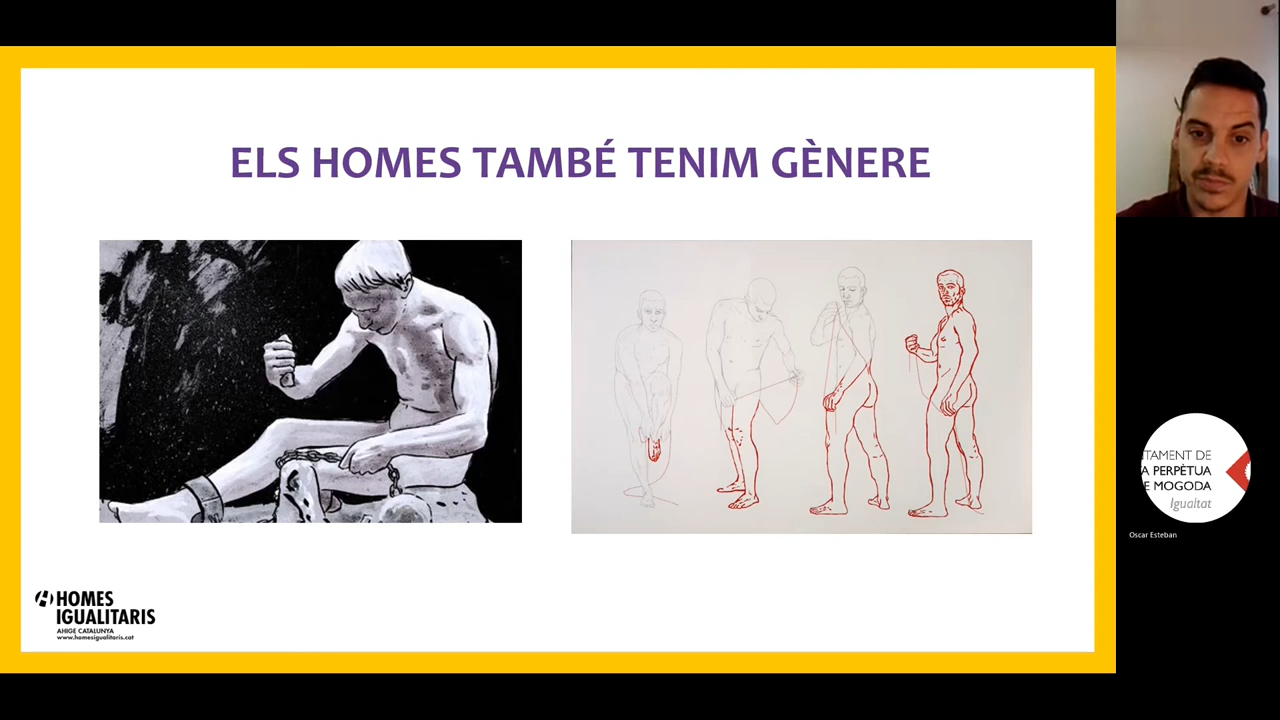 ELS HOMES TAMBÉ TENIM GÈNERE
HOMES
IGUALITARIS
AHIGE CATALUNYA
www.homesigualitaris.cat
TAMENT DE
A PERPÈTUA
E MOGODA
Igualtat
Oscar Esteban